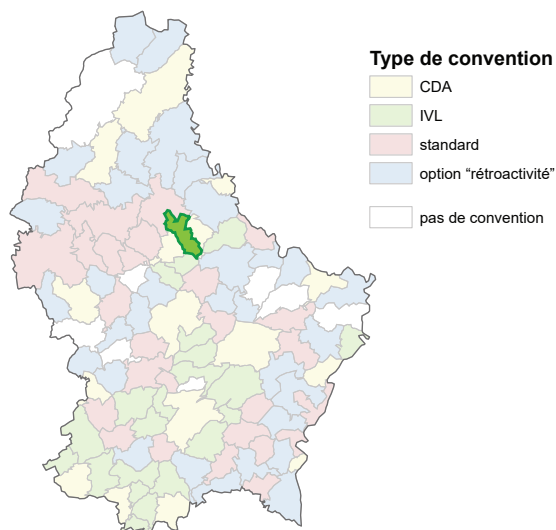 Type de convention
CDA
IVL
standard
option “rétroactivité”
pas de convention